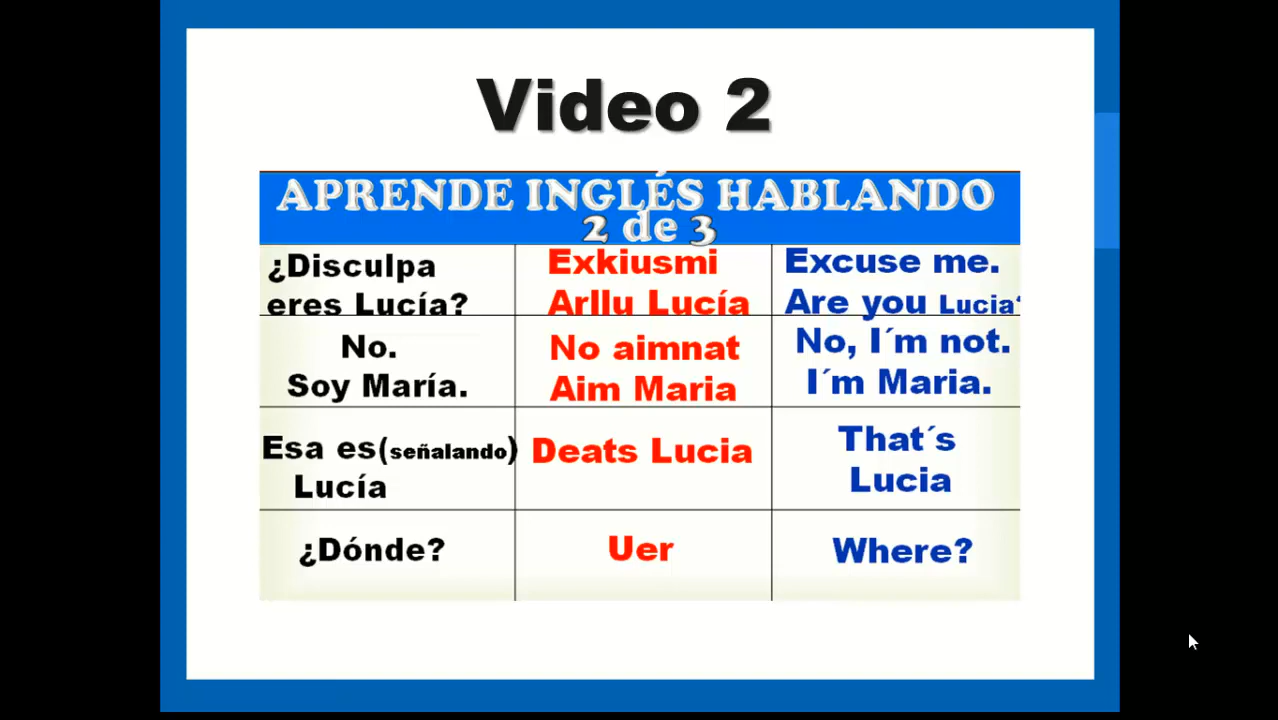 Video 2
APRENDE INGLÉS HABLANDO
2 de 3
¿Disculpa
eres Lucía?
Exkiusmi
Arllu Lucía
Excuse me.
Are you Lucia?
No.
Soy María.
No aimnat
Aim Maria
No, I´m not.
I´m Maria.
Esa es(señalando)
Lucía
Deats Lucia
That´s
Lucia
¿Dónde?
Uer
Where?